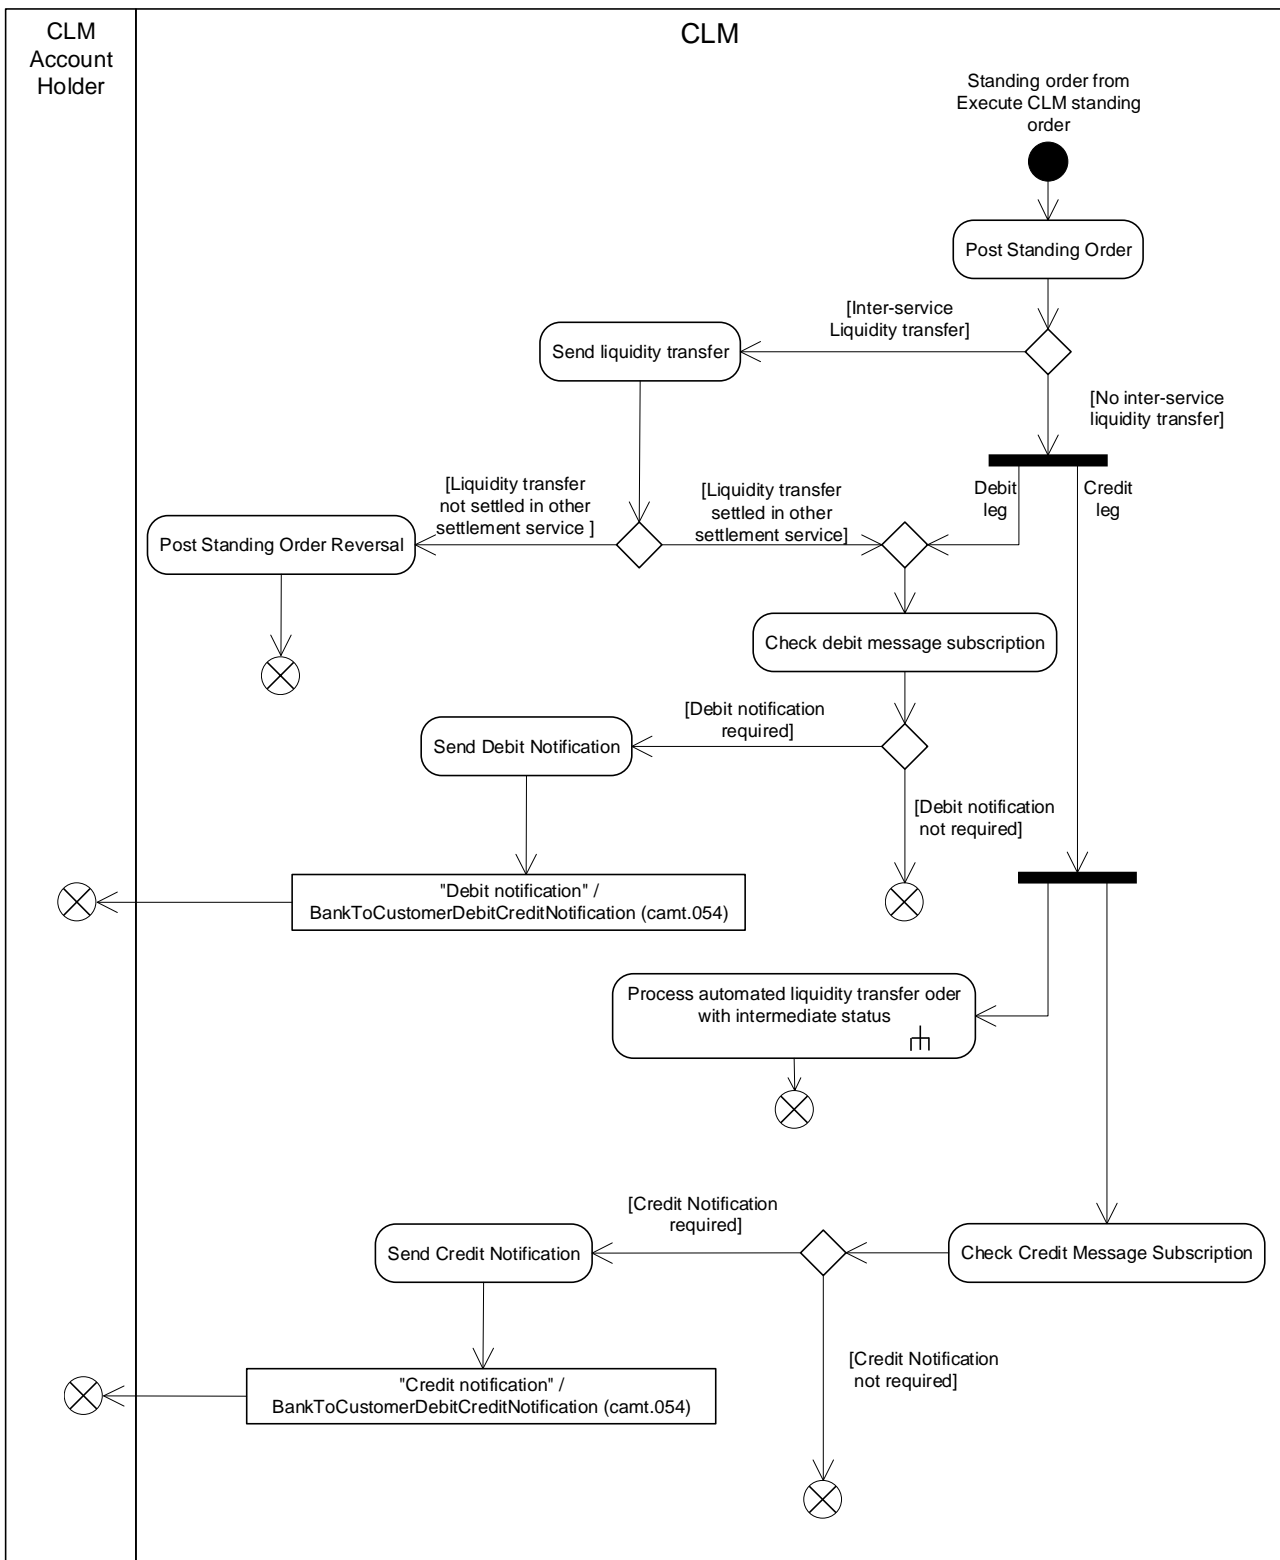 CLM
Account
Holder
CLM
Standing order from
Execute CLM standing
order
Post Standing Order
[Inter-service
Liquidity transfer]
Send liquidity transfer
[No inter-service
liquidity transfer]
[Liquidity transfer
not settled in other
settlement service ]
[Liquidity transfer
settled in other
settlement service]
Debit
leg
Credit
leg
Post Standing Order Reversal
Check debit message subscription
[Debit notification
required]
Send Debit Notification
[Debit notification
not required]
"Debit notification" /
BankToCustomerDebitCreditNotification (camt.054)
Process automated liquidity transfer oder
with intermediate status
[Credit Notification
required]
Send Credit Notification
Check Credit Message Subscription
[Credit Notification
not required]
"Credit notification" /
BankToCustomerDebitCreditNotification (camt.054)